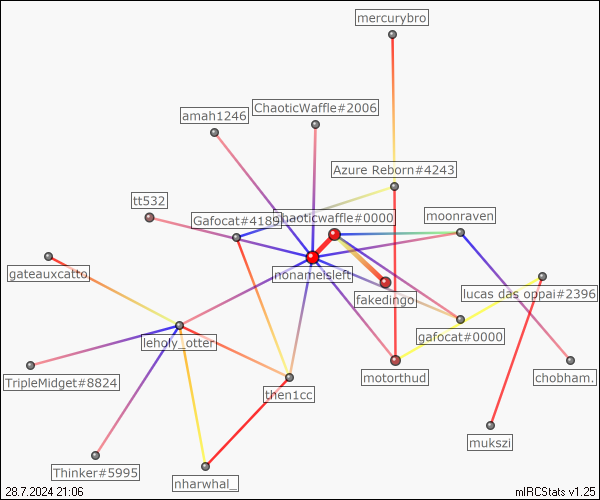 mercurybro
amah1246
ChaoticWaffle#2006
Azure Reborn#4243
tt532
Gafocat#4189
chaoticwaffle#0000
moonraven
gateauxcatto
nonameisleft
fakedingo
lucas das oppai#2396
leholy_otter
gafocat#0000
TripleMidget#8824
then1cc
motorthud
chobham.
mukszi
Thinker#5995
nharwhal_
28.7.2024 21:06
mIRCStats v1.25